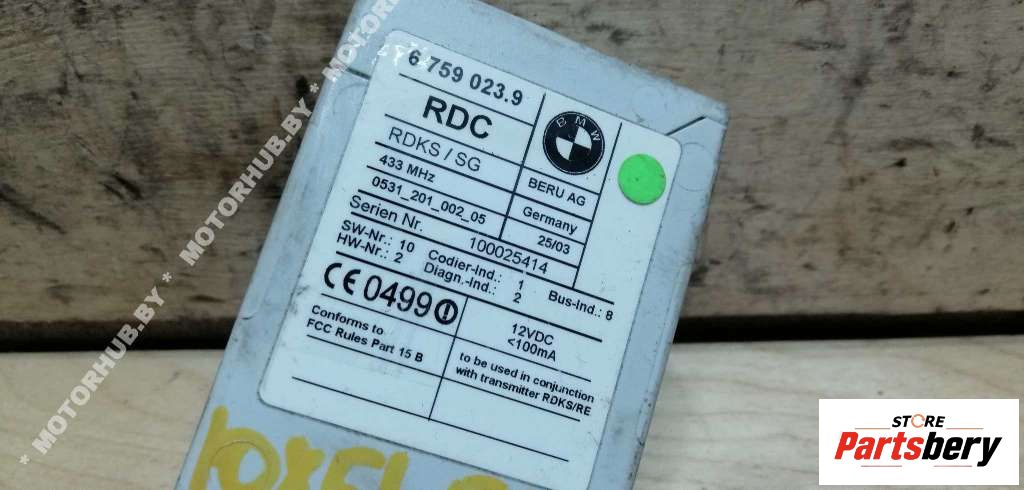 6 759 023.9
RDC
BMW
RDKS / SG
BERU AG
433 MHz
Germany
0531_201_002_05
25/03
Serien Nr. 100025414
SW-Nr.: 10 Codier-Ind.: 1 Bus-Ind.: 8
HW-Nr.: 2 Diagn.-Ind.: 2
CE 0499
12VDC
<100mA
Conforms to
FCC Rules Part 15 B
to be used in conjunction
with transmitter RDKS/RE
* MOTORHUB.BY * MOTORHUB.BY * MOTORHUB.BY
STORE
Partsbery